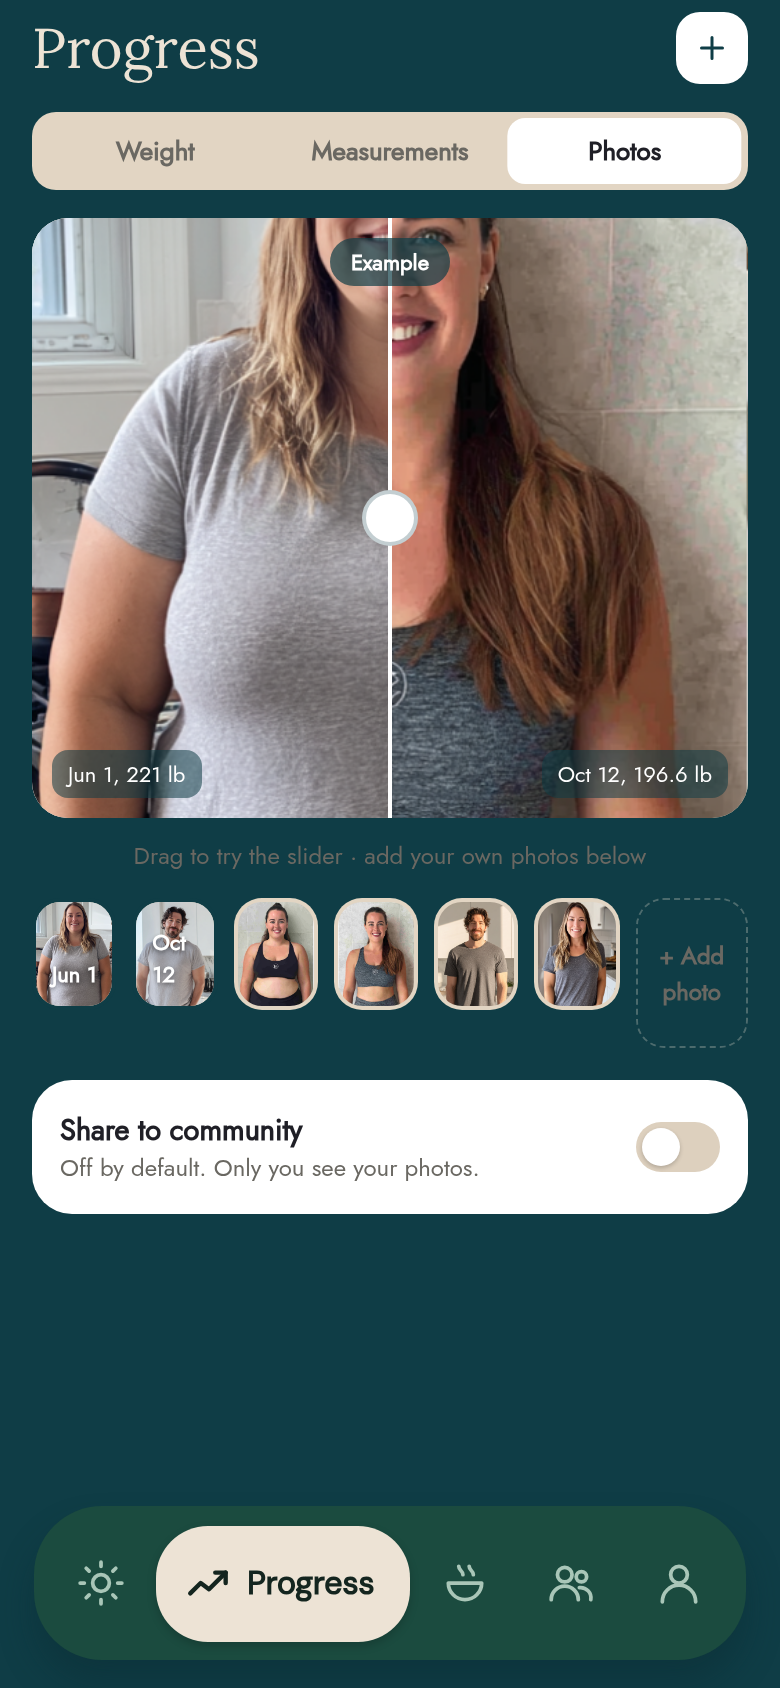 Progress
Weight
Measurements
Photos
Example
Jun 1, 221 lb
Oct 12, 196.6 lb
Drag to try the slider · add your own photos below
Jun 1
Oct
12
+ Add
photo
Share to community
Off by default. Only you see your photos.
Progress